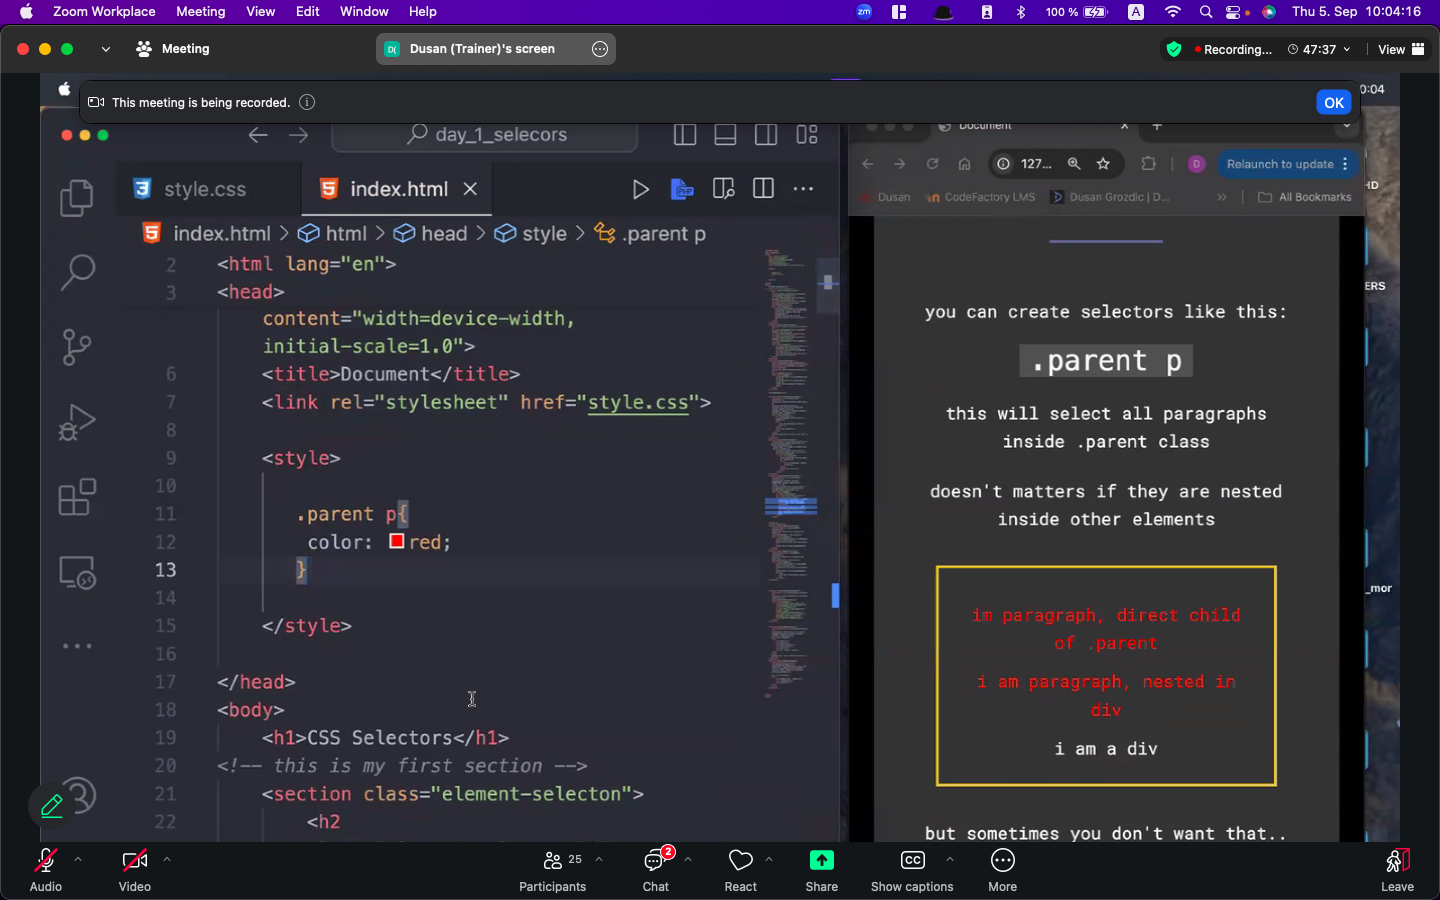 Zoom Workplace Meeting View Edit Window Help
zm 100 % A Thu 5. Sep 10:04:16
Meeting
D( Dusan (Trainer)'s screen
Recording... 47:37 View
This meeting is being recorded.
OK
0:04
day_1_selecors
style.css
index.html
index.html > html > head > style > .parent p
2 <html lang="en">
3 <head>
content="width=device-width,
initial-scale=1.0">
6 <title>Document</title>
7 <link rel="stylesheet" href="style.css">
8
9 <style>
10
11 .parent p{
12 color: red;
13 }
14
15 </style>
16
17 </head>
18 <body>
19 <h1>CSS Selectors</h1>
20 <!-- this is my first section -->
21 <section class="element-selecton">
22 <h2
Document
127...
D
Relaunch to update
Dusan
CodeFactory LMS
Dusan Grozdic | D...
All Bookmarks
you can create selectors like this:
.parent p
this will select all paragraphs
inside .parent class
doesn't matters if they are nested
inside other elements
im paragraph, direct child
of .parent
i am paragraph, nested in
div
i am a div
but sometimes you don't want that..
HD
ERS
_mor
Audio
Video
25
Participants
2
Chat
React
Share
CC
Show captions
More
Leave